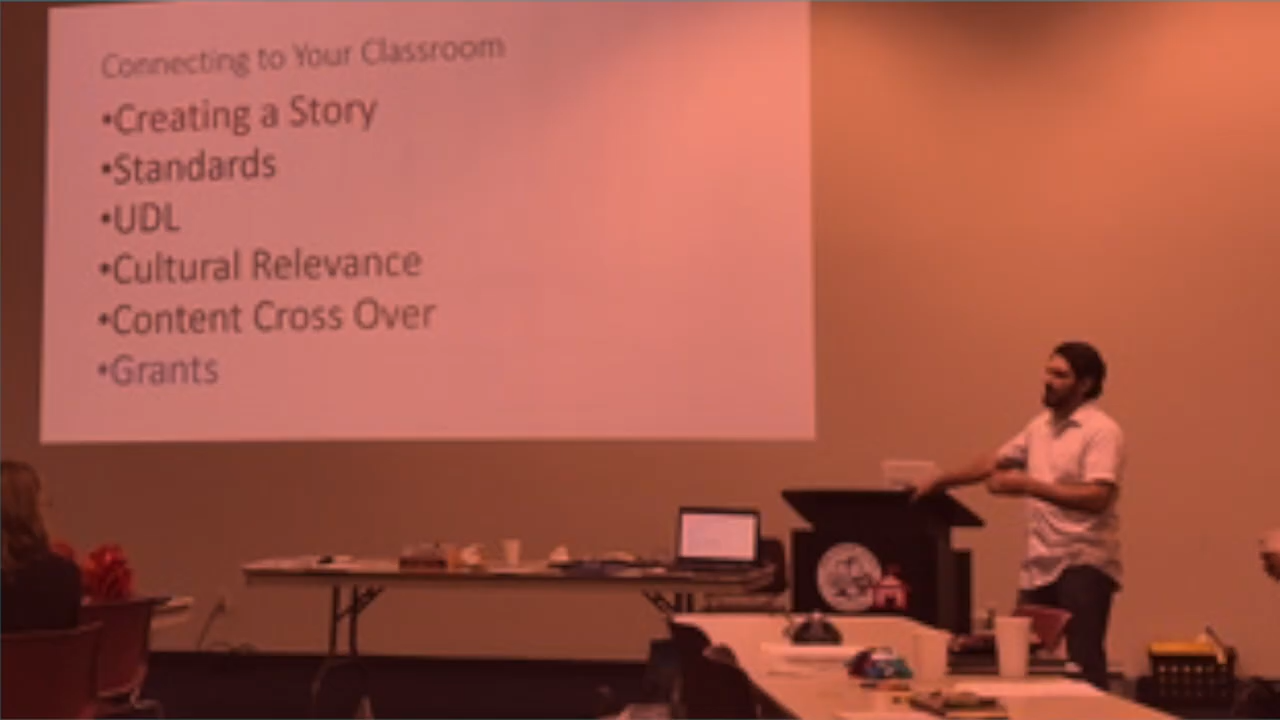 Connecting to Your Classroom
•Creating a Story
•Standards
•UDL
•Cultural Relevance
•Content Cross Over
•Grants